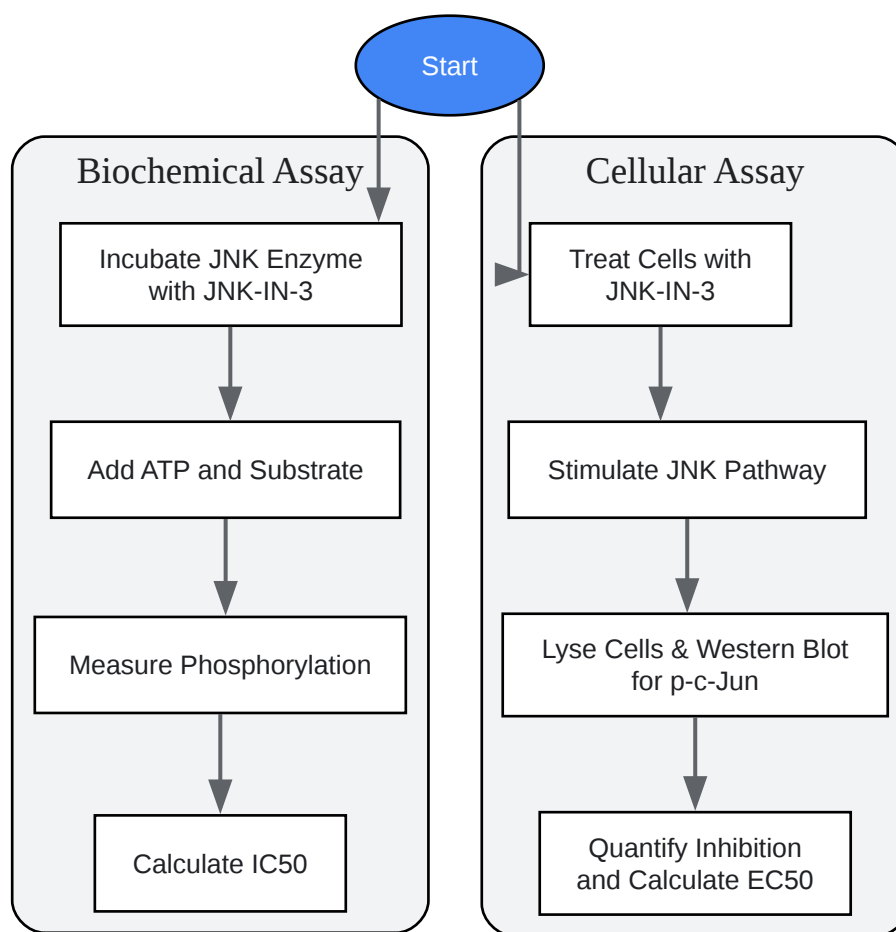 Start
Biochemical Assay
Incubate JNK Enzyme
with JNK-IN-3
Add ATP and Substrate
Measure Phosphorylation
Calculate IC50
Cellular Assay
Treat Cells with
JNK-IN-3
Stimulate JNK Pathway
Lyse Cells & Western Blot
for p-c-Jun
Quantify Inhibition
and Calculate EC50